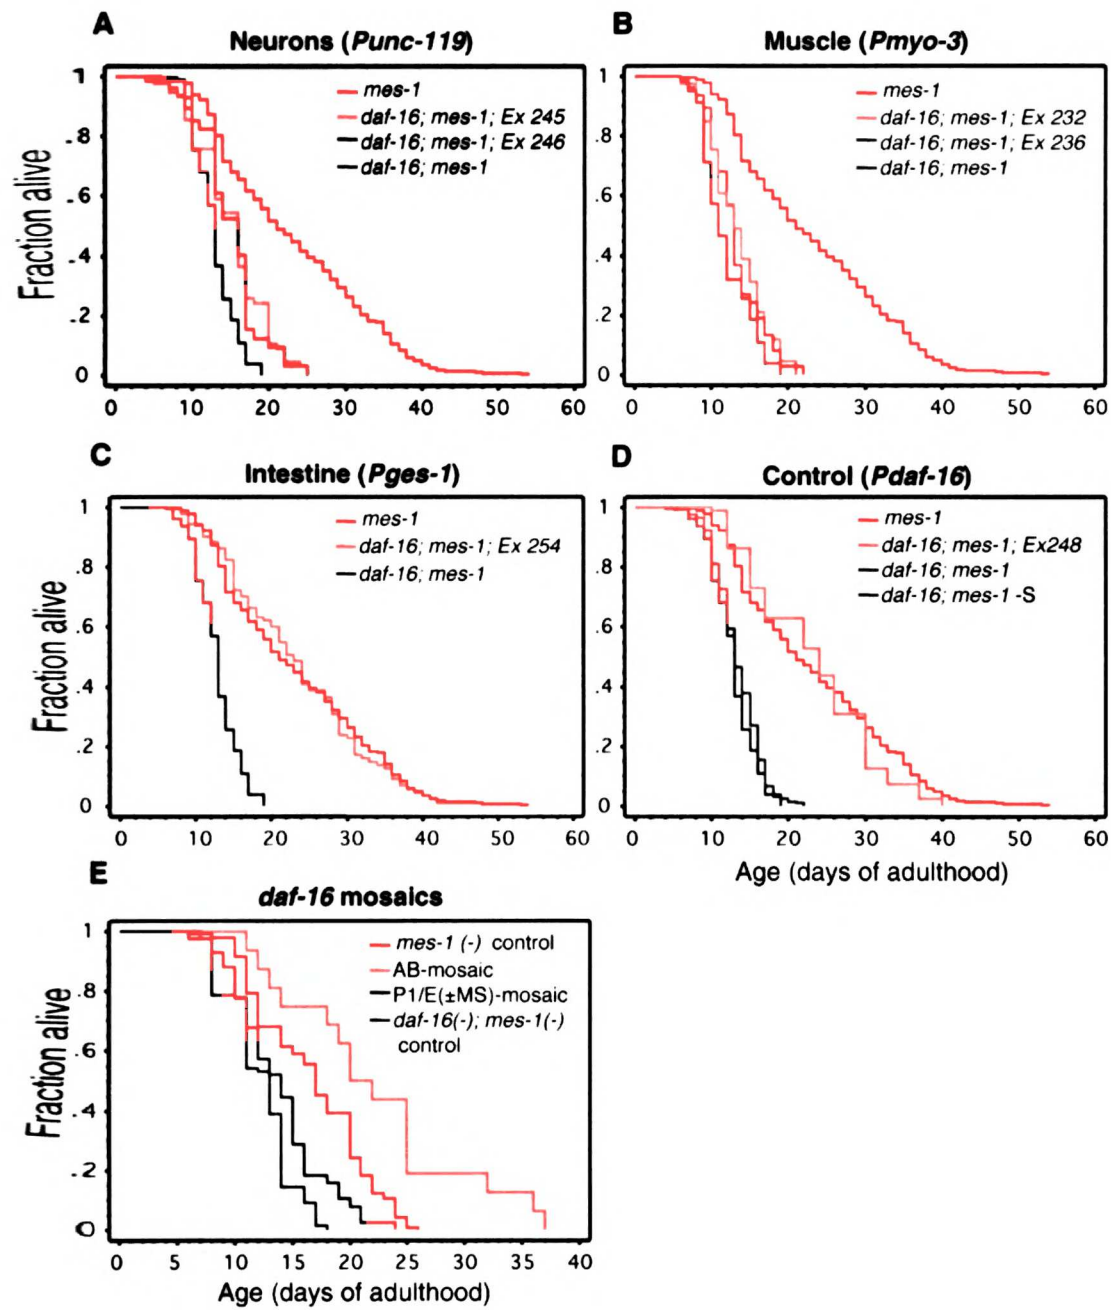 A
Neurons (Punc-119)
mes-1
daf-16; mes-1; Ex 245
daf-16; mes-1; Ex 246
daf-16; mes-1
Fraction alive
1
.8
.6
.4
.2
0
0 10 20 30 40 50 60
B
Muscle (Pmyo-3)
mes-1
daf-16; mes-1; Ex 232
daf-16; mes-1; Ex 236
daf-16; mes-1
1
.8
.6
.4
.2
0
0 10 20 30 40 50 60
C
Intestine (Pges-1)
mes-1
daf-16; mes-1; Ex 254
daf-16; mes-1
Fraction alive
1
.8
.6
.4
.2
0
0 10 20 30 40 50 60
D
Control (Pdaf-16)
mes-1
daf-16; mes-1; Ex248
daf-16; mes-1
daf-16; mes-1 -S
1
.8
.6
.4
.2
0
0 10 20 30 40 50 60
Age (days of adulthood)
E
daf-16 mosaics
mes-1 (-) control
AB-mosaic
P1/E(±MS)-mosaic
daf-16(-); mes-1(-)
control
Fraction alive
1
.8
.6
.4
.2
0
0 5 10 15 20 25 30 35 40
Age (days of adulthood)